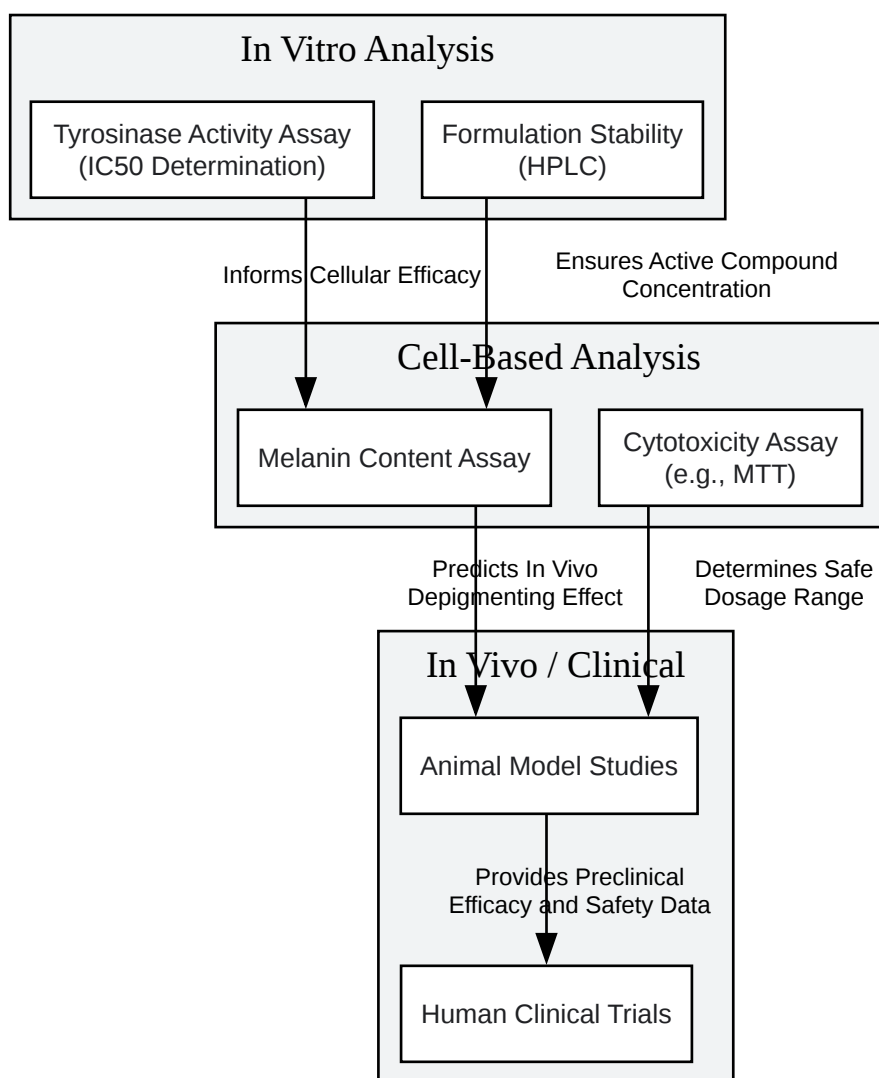 In Vitro Analysis
Tyrosinase Activity Assay
(IC50 Determination)
Formulation Stability
(HPLC)
Informs Cellular Efficacy
Ensures Active Compound
Concentration
Cell-Based Analysis
Melanin Content Assay
Cytotoxicity Assay
(e.g., MTT)
Predicts In Vivo
Depigmenting Effect
Determines Safe
Dosage Range
In Vivo / Clinical
Animal Model Studies
Provides Preclinical
Efficacy and Safety Data
Human Clinical Trials